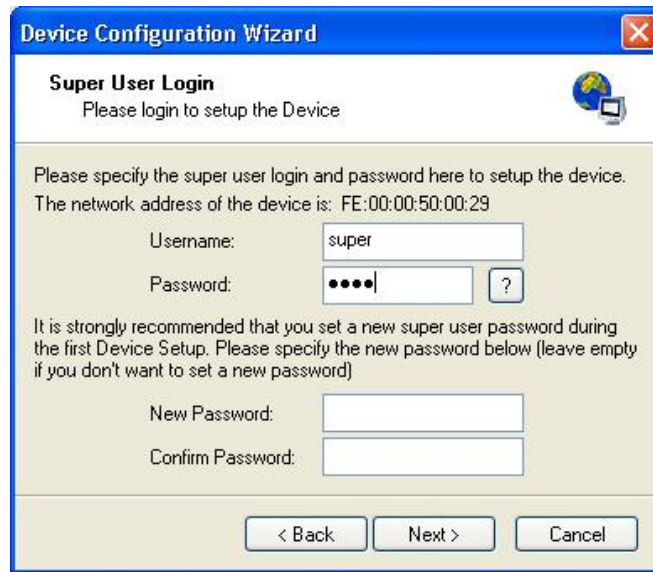 Device Configuration Wizard
Super User Login
Please login to setup the Device
Please specify the super user login and password here to setup the device.
The network address of the device is: FE:00:00:50:00:29
Username: super
Password: ●●●● ?
It is strongly recommended that you set a new super user password during
the first Device Setup. Please specify the new password below (leave empty
if you don't want to set a new password)
New Password:
Confirm Password:
< Back Next > Cancel